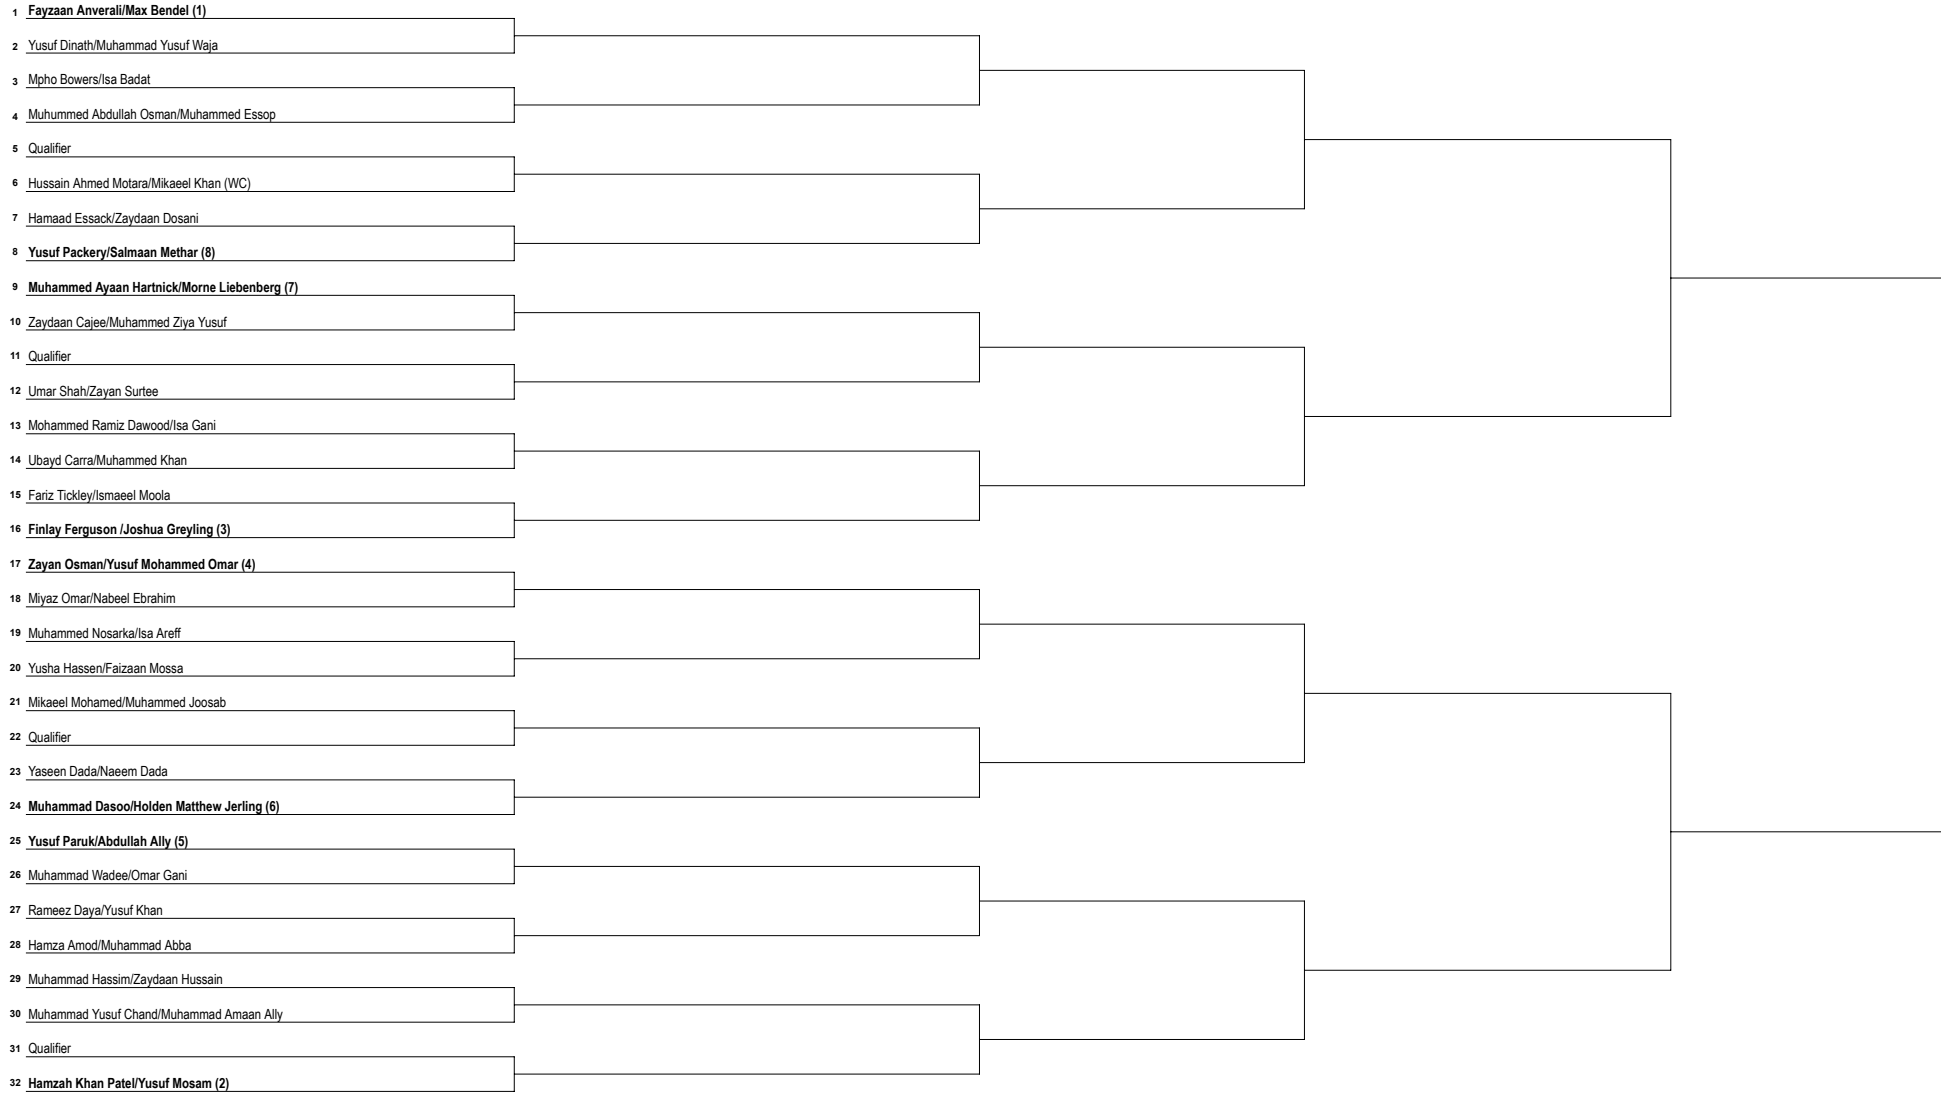 1 Fayzaan Anverali/Max Bendel (1)
2 Yusuf Dinath/Muhammad Yusuf Waja
3 Mpho Bowers/Isa Badat
4 Muhummed Abdullah Osman/Muhammed Essop
5 Qualifier
6 Hussain Ahmed Motara/Mikaeel Khan (WC)
7 Hamaad Essack/Zaydaan Dosani
8 Yusuf Packery/Salmaan Methar (8)
9 Muhammed Ayaan Hartnick/Morne Liebenberg (7)
10 Zaydaan Cajee/Muhammed Ziya Yusuf
11 Qualifier
12 Umar Shah/Zayan Surtee
13 Mohammed Ramiz Dawood/Isa Gani
14 Ubayd Carra/Muhammed Khan
15 Fariz Tickley/Ismaeel Moola
16 Finlay Ferguson /Joshua Greyling (3)
17 Zayan Osman/Yusuf Mohammed Omar (4)
18 Miyaz Omar/Nabeel Ebrahim
19 Muhammed Nosarka/Isa Areff
20 Yusha Hassen/Faizaan Mossa
21 Mikaeel Mohamed/Muhammed Joosab
22 Qualifier
23 Yaseen Dada/Naeem Dada
24 Muhammad Dasoo/Holden Matthew Jerling (6)
25 Yusuf Paruk/Abdullah Ally (5)
26 Muhammad Wadee/Omar Gani
27 Rameez Daya/Yusuf Khan
28 Hamza Amod/Muhammad Abba
29 Muhammad Hassim/Zaydaan Hussain
30 Muhammad Yusuf Chand/Muhammad Amaan Ally
31 Qualifier
32 Hamzah Khan Patel/Yusuf Mosam (2)